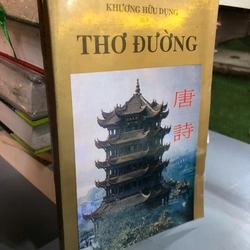 KHƯƠNG HỮU DỤNG
THƠ ĐƯỜNG
唐
詩